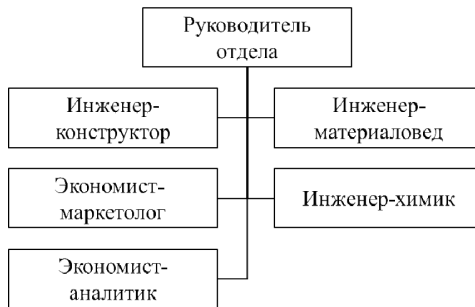 Руководитель
отдела
Инженер-
конструктор
Инженер-
материаловед
Экономист-
маркетолог
Инженер-химик
Экономист-
аналитик